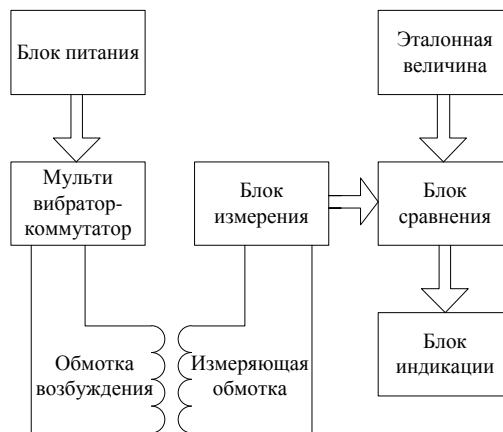 Блок питания
Эталонная
величина
Мульти
вибратор-
коммутатор
Блок
измерения
Блок
сравнения
Обмотка
возбуждения
Измеряющая
обмотка
Блок
индикации